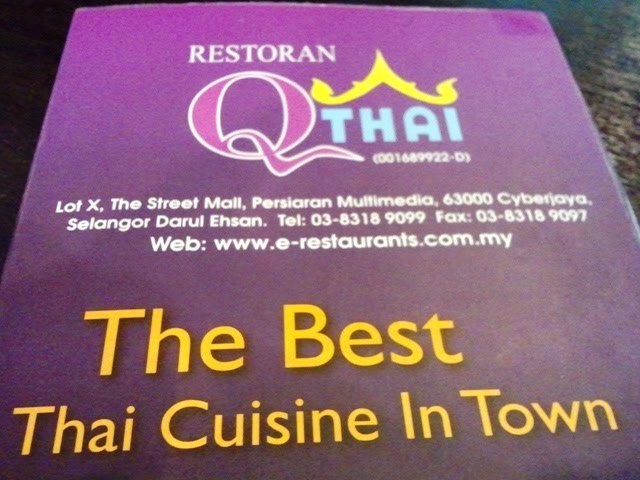 RESTORAN
Q THAI
(001689922-D)
Lot X, The Street Mall, Persiaran Multimedia, 63000 Cyberjaya,
Selangor Darul Ehsan. Tel: 03-8318 9099 Fax: 03-8318 9097
Web: www.e-restaurants.com.my
The Best
Thai Cuisine In Town